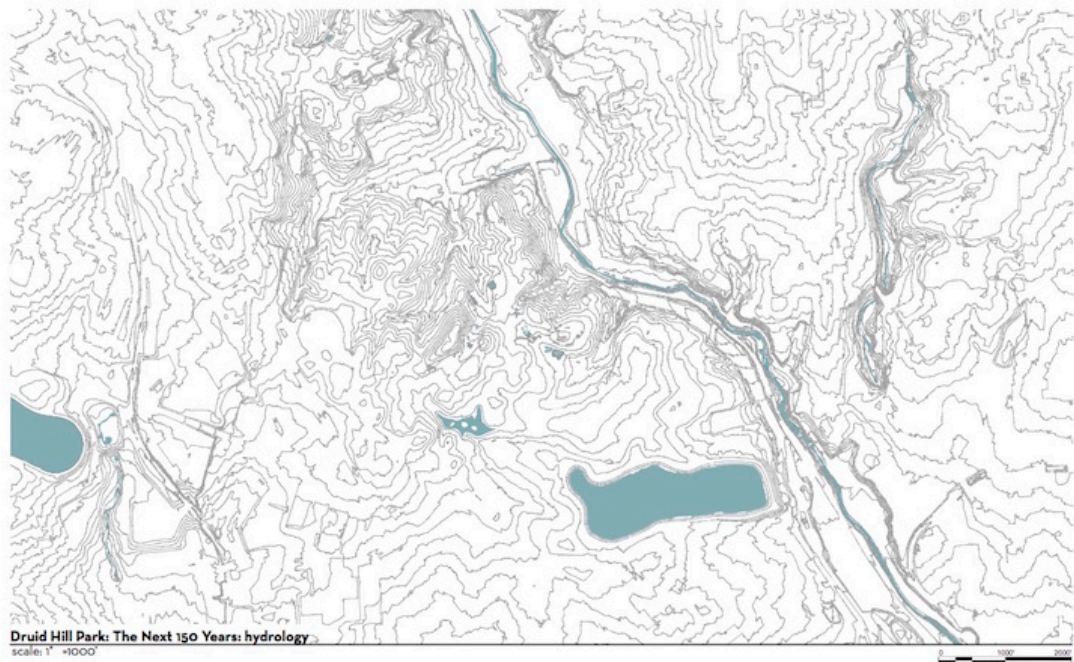 Druid Hill Park: The Next 150 Years: hydrology
scale: 1" =1000'
0 1000' 2000'